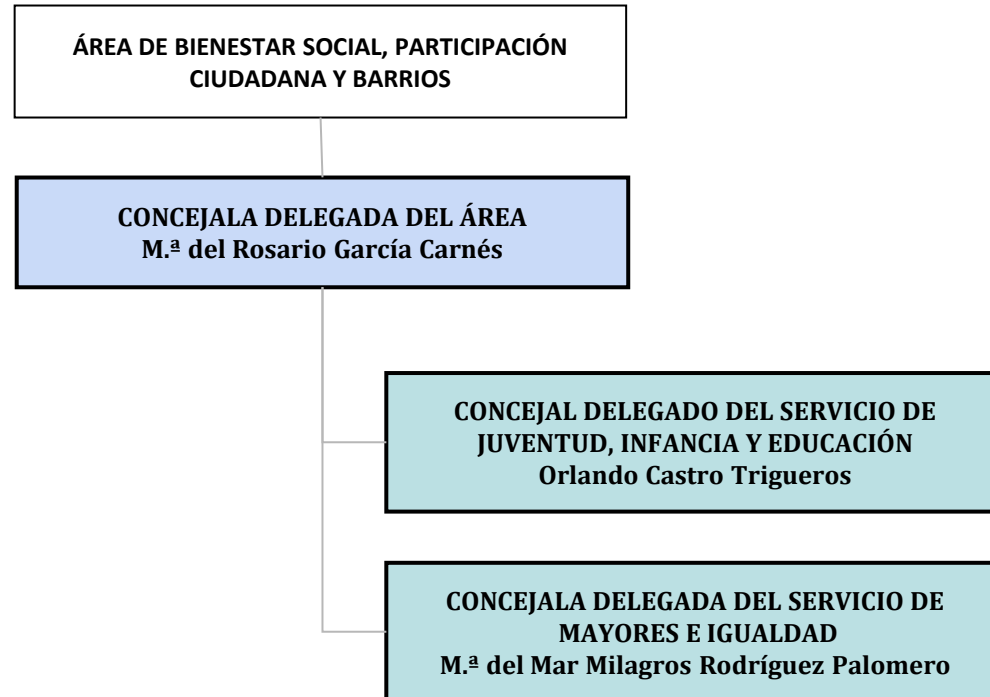 ÁREA DE BIENESTAR SOCIAL, PARTICIPACIÓN
CIUDADANA Y BARRIOS
CONCEJALA DELEGADA DEL ÁREA
M.ª del Rosario García Carnés
CONCEJAL DELEGADO DEL SERVICIO DE
JUVENTUD, INFANCIA Y EDUCACIÓN
Orlando Castro Trigueros
CONCEJALA DELEGADA DEL SERVICIO DE
MAYORES E IGUALDAD
M.ª del Mar Milagros Rodríguez Palomero